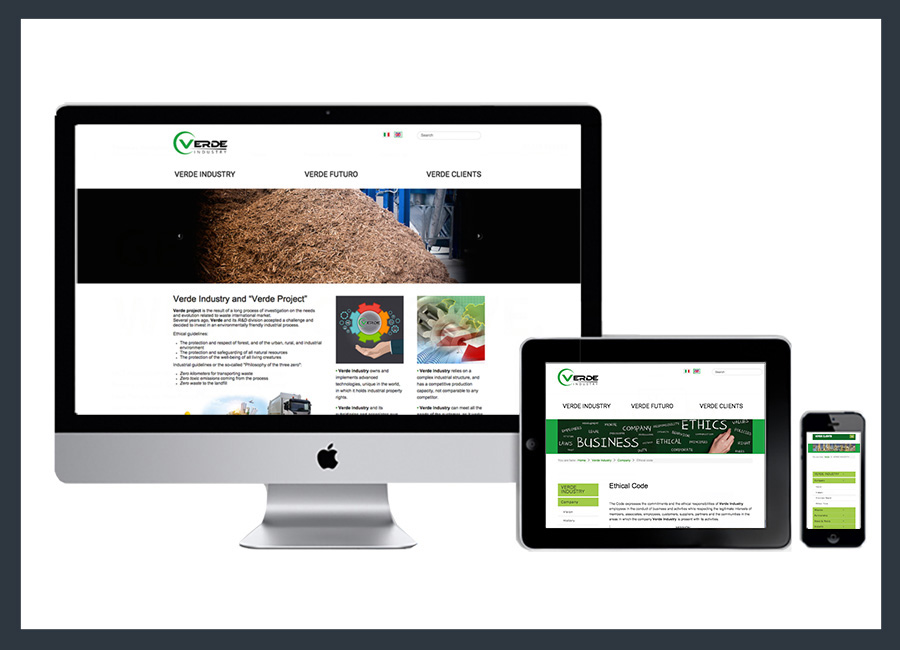 VERDE
INDUSTRY
Search
VERDE INDUSTRY
VERDE FUTURO
VERDE CLIENTS
Verde Industry and "Verde Project"
Verde project is the result of a long process of investigation on the needs
and evolution related to waste international market.
Several years ago, Verde and its R&D division accepted a challenge and
decided to invest in an environmentally friendly industrial process.
Ethical guidelines:
• The protection and respect of forest, and of the urban, rural, and industrial
environment
• The protection and safeguarding of all natural resources
• The protection of the well-being of all living creatures
Industrial guidelines or the so-called "Philosophy of the three zero":
• Zero kilometers for transporting waste
• Zero toxic emissions coming from the process
• Zero waste to the landfill
• Verde Industry owns and
implements advanced
technologies, unique in the world,
in which it holds industrial property
rights.
• Verde Industry and its
• Verde Industry relies on a
complex industrial structure, and
has a competitive production
capacity, not comparable to any
competitor.
• Verde Industry can meet all the
VERDE
INDUSTRY
Search
VERDE INDUSTRY
VERDE FUTURO
VERDE CLIENTS
EMPLOYEES
LEGAL
COMPANY
ETHICS
VALUES
LAWS
BUSINESS
ETHICAL
RIGHT
CORPORATE
You are here: Home > Verde Industry > Company > Ethical code
VERDE
INDUSTRY
Company
Vision
History
Ethical Code
The Code expresses the commitments and the ethical responsibilities of Verde Industry
employees in the conduct of business and activities while respecting the legitimate interests of
members, associates, employees, customers, suppliers, partners and the communities in the
areas in which the company Verde Industry is present with its activities.